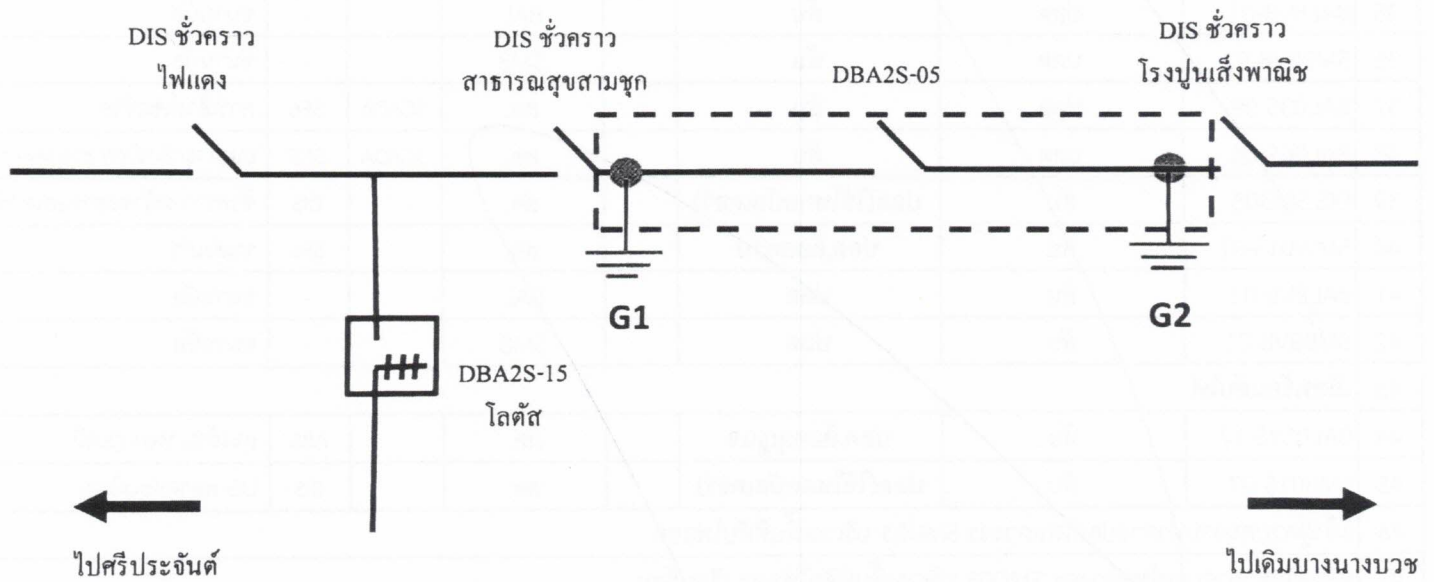 DIS ชั่วคราว
ไฟแดง
DIS ชั่วคราว
สาธารณสุขสามชุก
DBA2S-05
DIS ชั่วคราว
โรงปูนเส็งพาณิช
G1
G2
DBA2S-15
โลตัส
ไปศรีประจันต์
ไปเดิมบางนางบวช